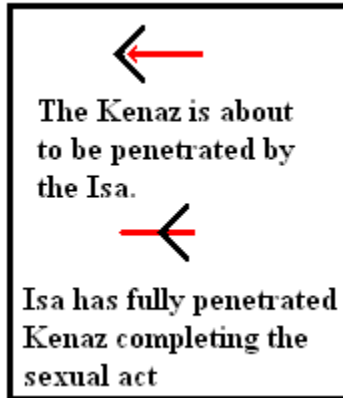 The Kenaz is about
to be penetrated by
the Isa.
Isa has fully penetrated
Kenaz completing the
sexual act